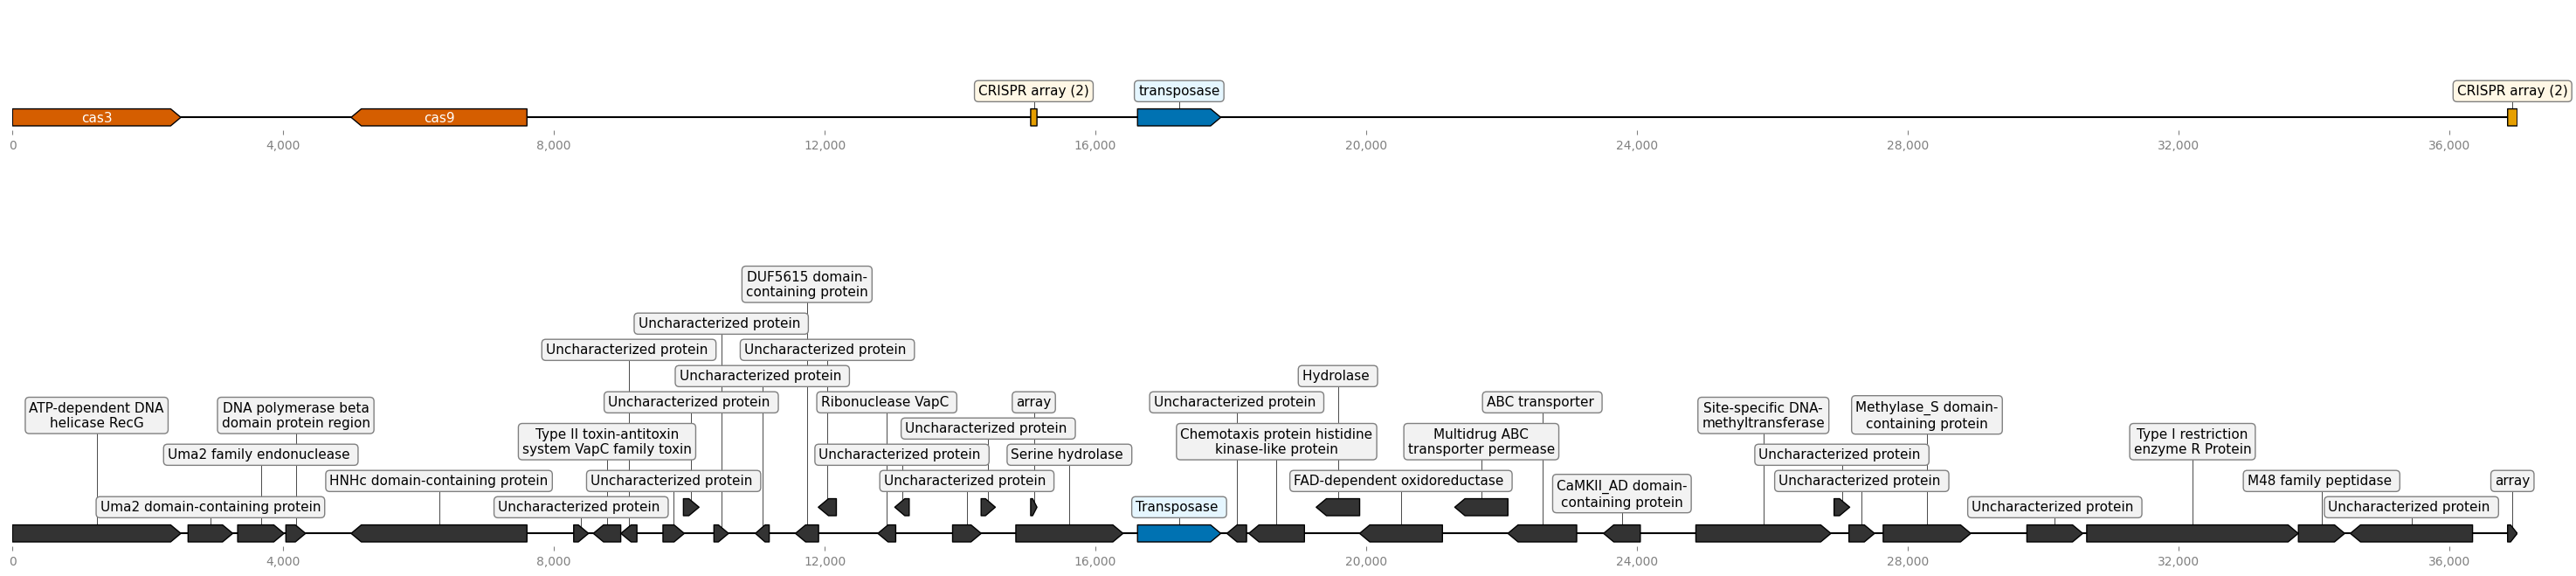 CRISPR array (2)
transposase
CRISPR array (2)
cas3
cas9
0
4,000
8,000
12,000
16,000
20,000
24,000
28,000
32,000
36,000
DUF5615 domain-
containing protein
Uncharacterized protein
Uncharacterized protein
Uncharacterized protein
Uncharacterized protein
Hydrolase
ATP-dependent DNA
helicase RecG
DNA polymerase beta
domain protein region
Uncharacterized protein
Ribonuclease VapC
array
Uncharacterized protein
ABC transporter
Site-specific DNA-
methyltransferase
Methylase_S domain-
containing protein
Type II toxin-antitoxin
system VapC family toxin
Uncharacterized protein
Chemotaxis protein histidine
kinase-like protein
Multidrug ABC
transporter permease
Type I restriction
enzyme R Protein
Uma2 family endonuclease
Uncharacterized protein
Serine hydrolase
Uncharacterized protein
HNHc domain-containing protein
Uncharacterized protein
Uncharacterized protein
FAD-dependent oxidoreductase
CaMKII_AD domain-
containing protein
Uncharacterized protein
M48 family peptidase
array
Uma2 domain-containing protein
Uncharacterized protein
Transposase
Uncharacterized protein
Uncharacterized protein
0
4,000
8,000
12,000
16,000
20,000
24,000
28,000
32,000
36,000